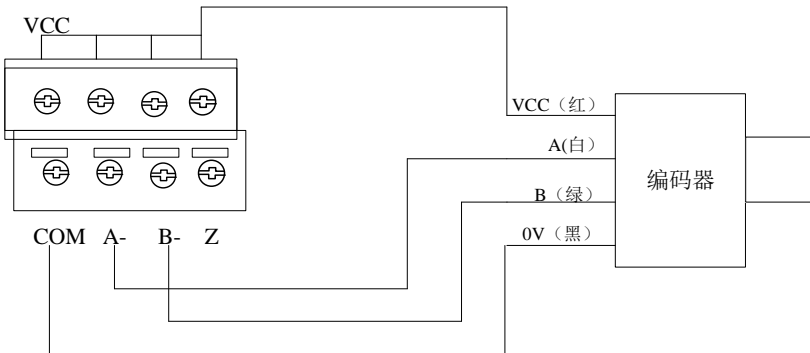 VCC
VCC（红）
A(白)
B（绿）
0V（黑）
编码器
COM A- B- Z